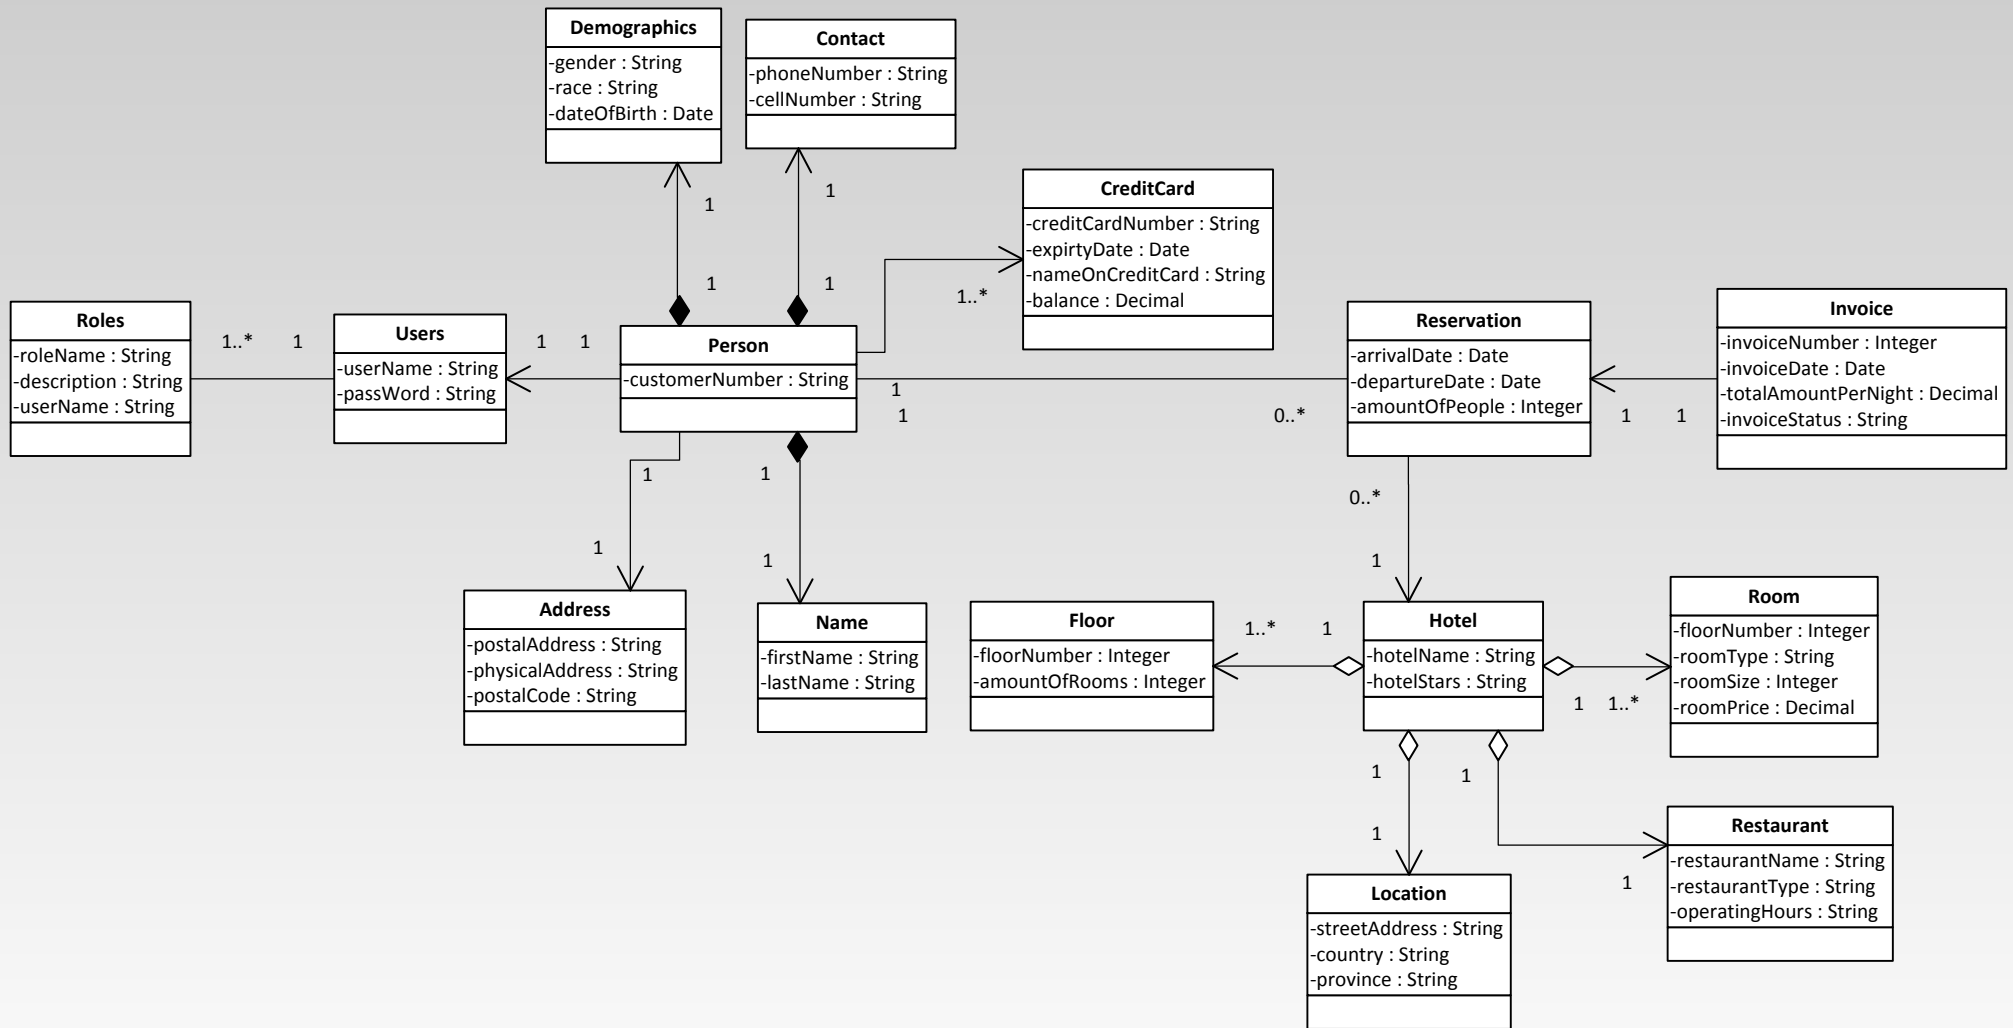 Demographics
-gender : String
-race : String
-dateOfBirth : Date
Contact
-phoneNumber : String
-cellNumber : String
1
1
1
1
CreditCard
-creditCardNumber : String
-expirtyDate : Date
-nameOnCreditCard : String
-balance : Decimal
1..*
Roles
-roleName : String
-description : String
-userName : String
1..*
1
Users
-userName : String
-passWord : String
1
1
Person
-customerNumber : String
1
1
0..*
Reservation
-arrivalDate : Date
-departureDate : Date
-amountOfPeople : Integer
1
1
Invoice
-invoiceNumber : Integer
-invoiceDate : Date
-totalAmountPerNight : Decimal
-invoiceStatus : String
1
1
0..*
1
1
1
Address
-postalAddress : String
-physicalAddress : String
-postalCode : String
Name
-firstName : String
-lastName : String
Floor
-floorNumber : Integer
-amountOfRooms : Integer
1..*
1
Hotel
-hotelName : String
-hotelStars : String
1
1..*
Room
-floorNumber : Integer
-roomType : String
-roomSize : Integer
-roomPrice : Decimal
1
1
1
1
Restaurant
-restaurantName : String
-restaurantType : String
-operatingHours : String
Location
-streetAddress : String
-country : String
-province : String